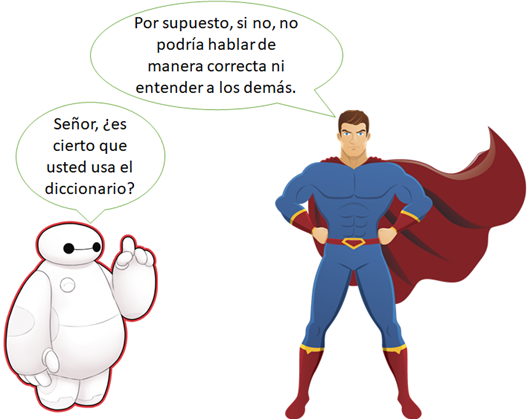 Señor, ¿es
cierto que
usted usa el
diccionario?
Por supuesto, si no, no
podría hablar de
manera correcta ni
entender a los demás.